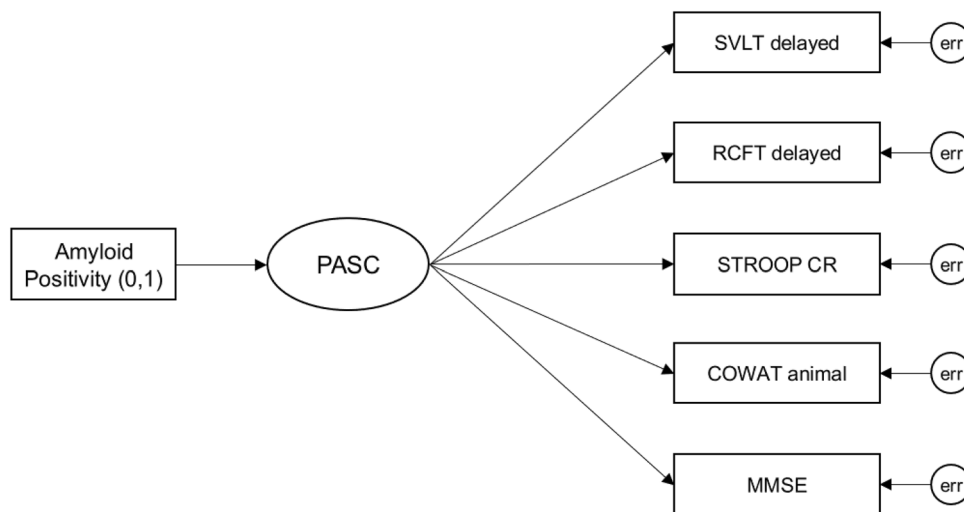 SVLT delayed
err
RCFT delayed
err
Amyloid
Positivity (0,1)
PASC
STROOP CR
err
COWAT animal
err
MMSE
err